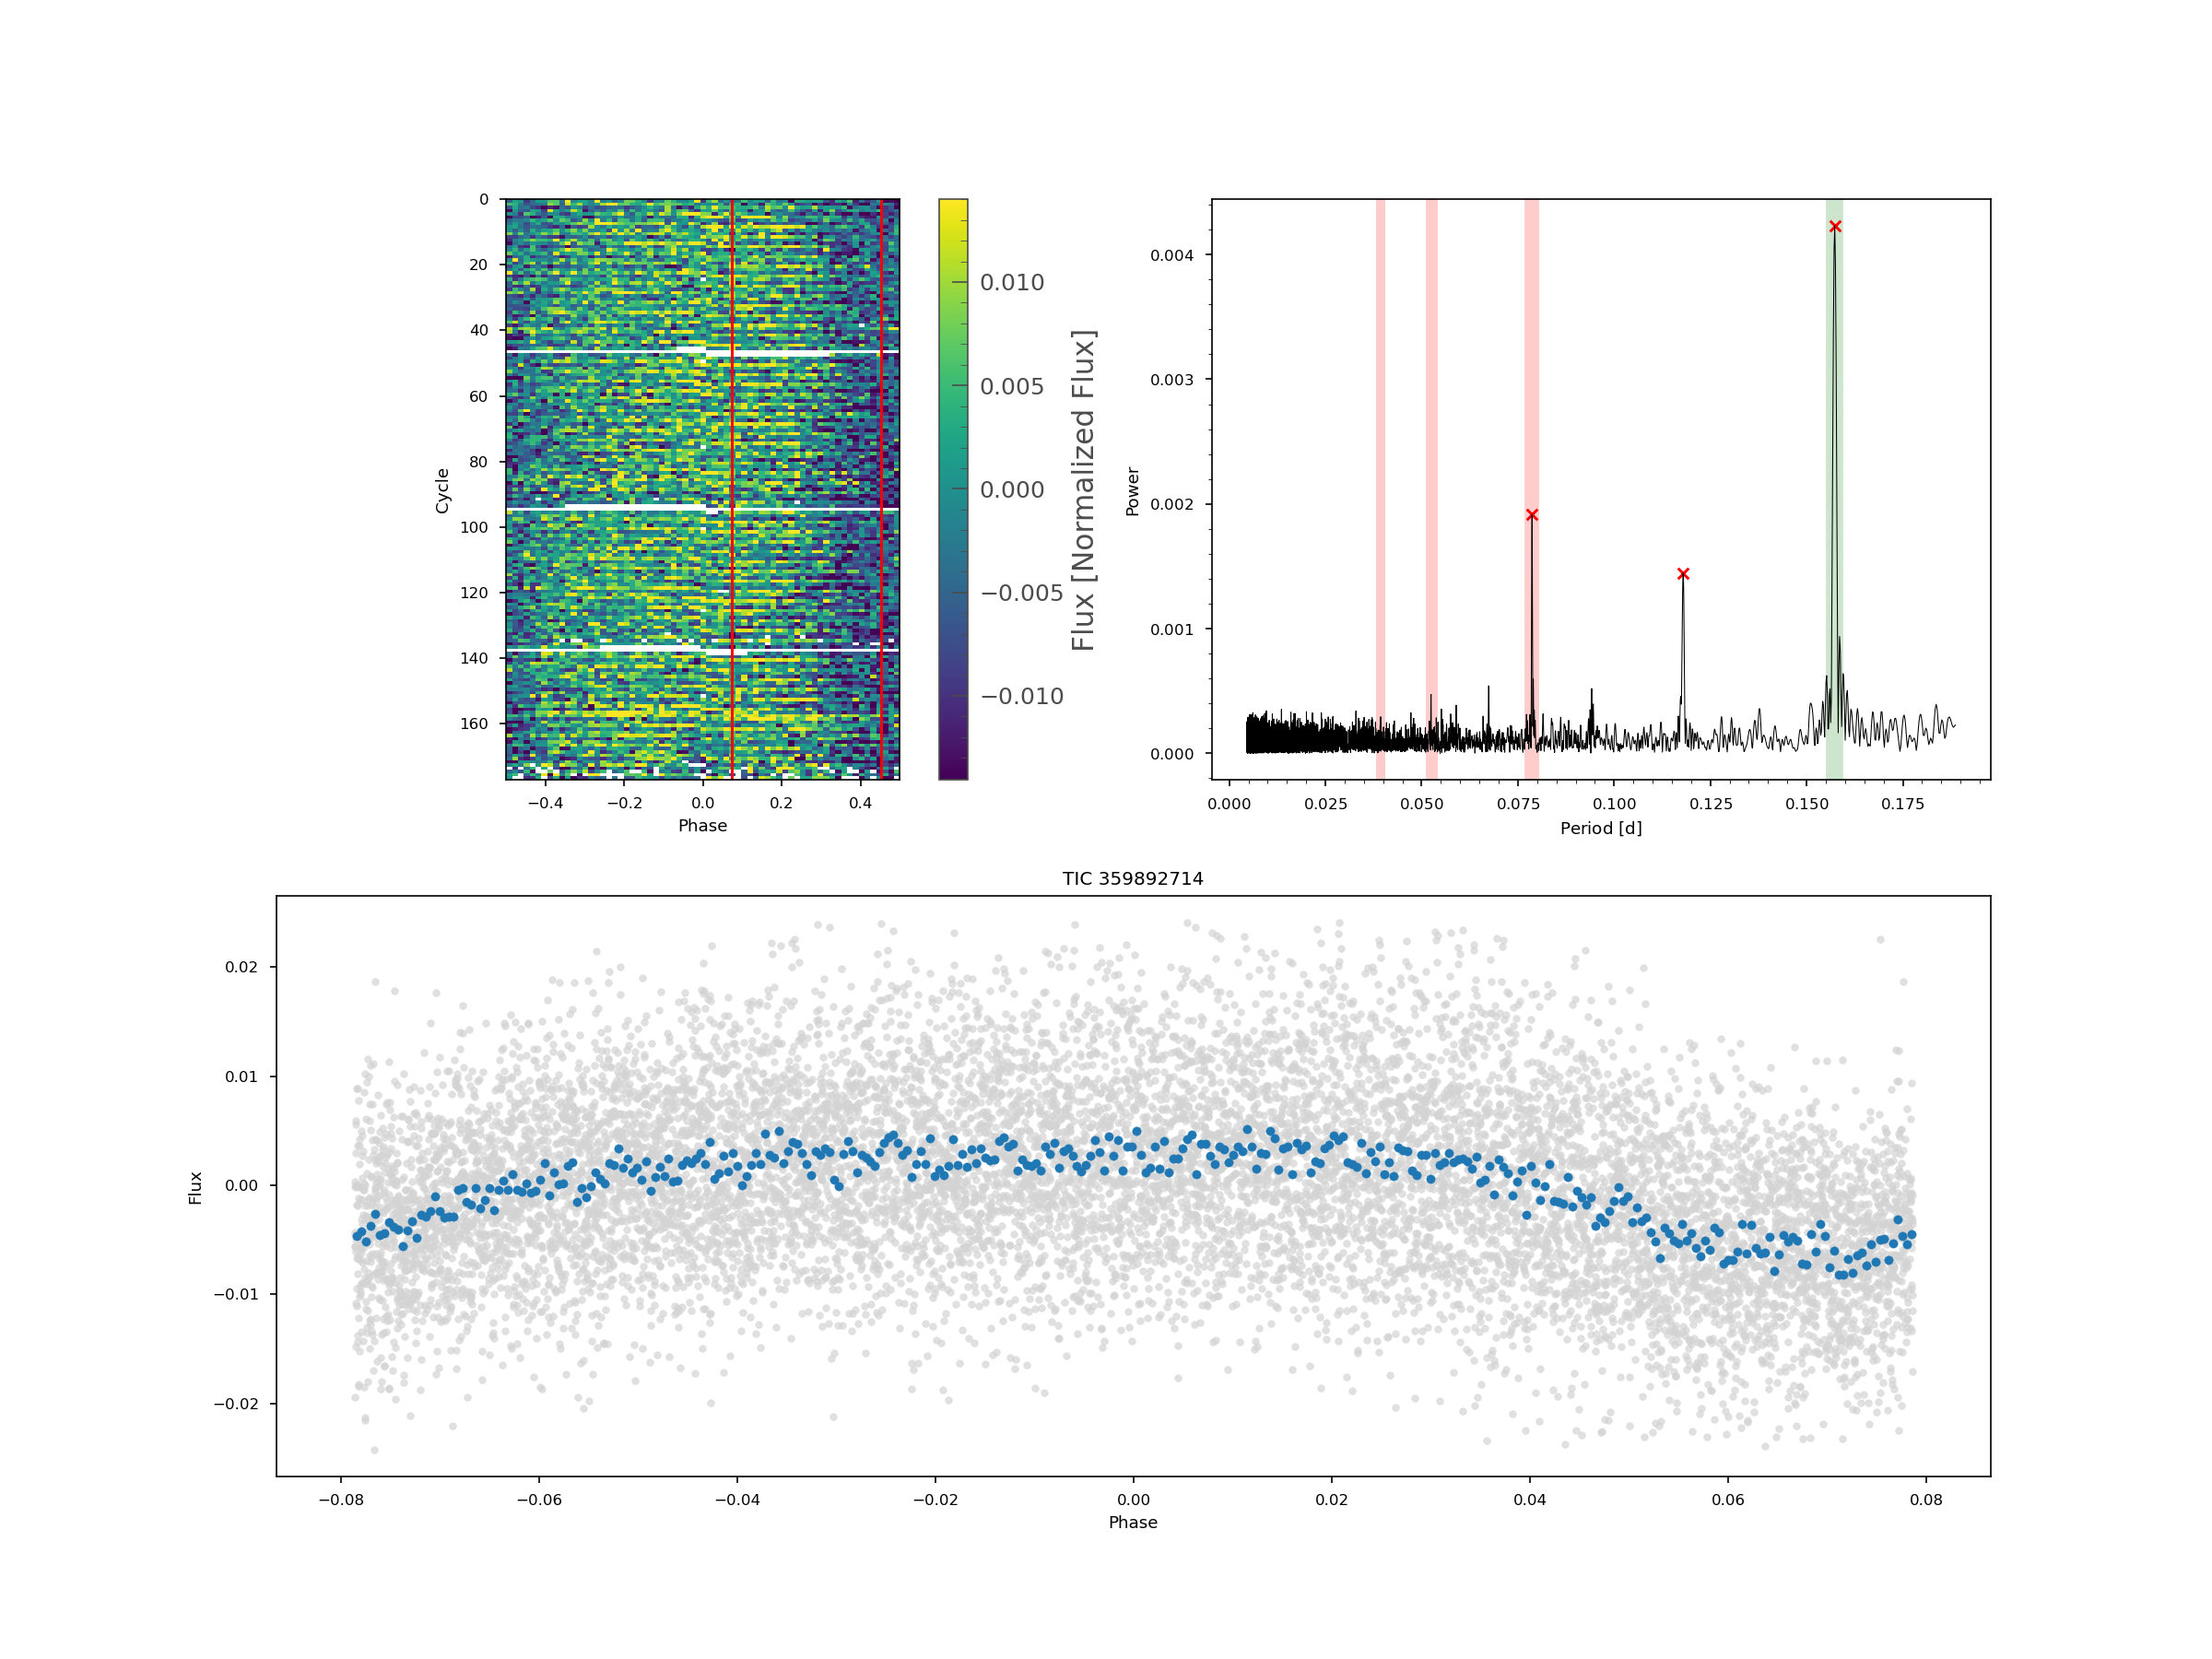 0
20
40
60
80
100
120
140
160
Cycle
−0.4 −0.2 0.0 0.2 0.4
Phase
0.010
0.005
0.000
−0.005
−0.010
Flux [Normalized Flux]
0.004
0.003
0.002
0.001
0.000
Power
0.000 0.025 0.050 0.075 0.100 0.125 0.150 0.175
Period [d]
TIC 359892714
0.02
0.01
0.00
−0.01
−0.02
Flux
−0.08 −0.06 −0.04 −0.02 0.00 0.02 0.04 0.06 0.08
Phase